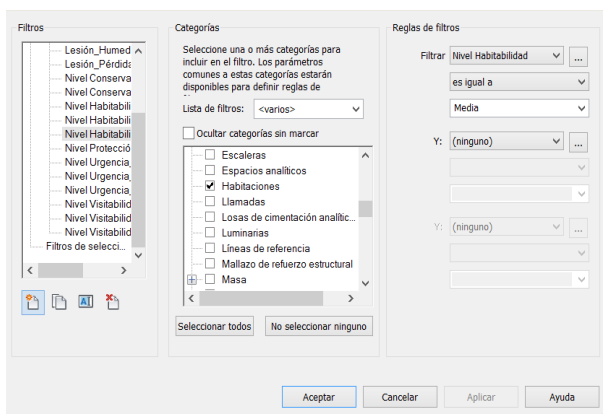 Filtros
Lesión_Humed
Lesión_Pérdida
Nivel Conserva
Nivel Conserva
Nivel Habitabili
Nivel Habitabili
Nivel Habitabili
Nivel Protecció
Nivel Urgencia_
Nivel Urgencia_
Nivel Urgencia_
Nivel Visitabilid
Nivel Visitabilid
Nivel Visitabilid
Filtros de selecci...
Categorías
Seleccione una o más categorías para
incluir en el filtro. Los parámetros
comunes a estas categorías estarán
disponibles para definir reglas de
Lista de filtros: <varios>
Ocultar categorías sin marcar
Escaleras
Espacios analíticos
Habitaciones
Llamadas
Losas de cimentación analític...
Luminarias
Líneas de referencia
Mallazo de refuerzo estructural
Masa
Seleccionar todos No seleccionar ninguno
Reglas de filtros
Filtrar Nivel Habitabilidad ...
es igual a
Media
Y: (ninguno) ...
Y: (ninguno) ...
Aceptar Cancelar Aplicar Ayuda